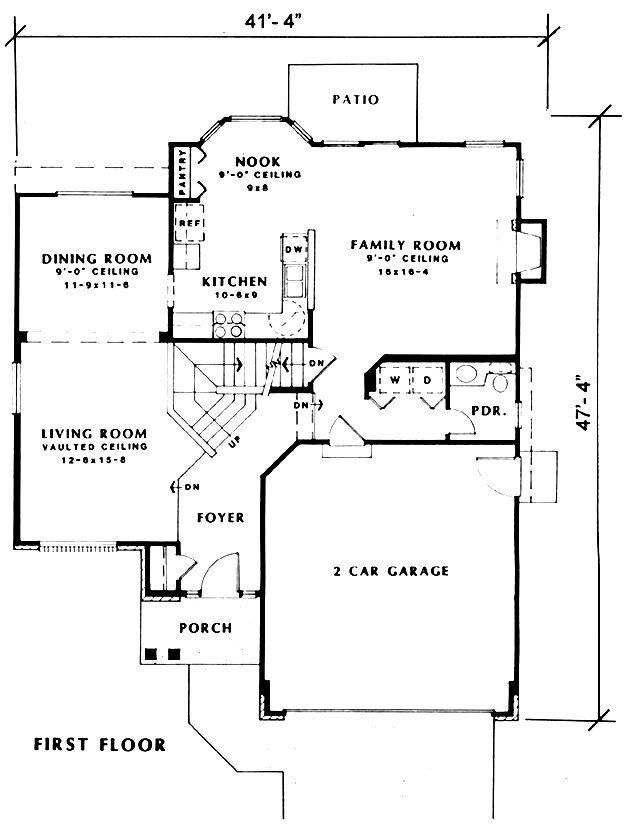 41'- 4"
PATIO
PANTRY
NOOK
9'-0" CEILING
9x8
REF
DW
DINING ROOM
9'-0" CEILING
11-9x11-6
FAMILY ROOM
9'-0" CEILING
16x16-4
KITCHEN
10-6x9
DN
DN
W
D
PDR.
47'- 4"
UP
LIVING ROOM
VAULTED CEILING
12-6x15-8
DN
FOYER
2 CAR GARAGE
PORCH
FIRST FLOOR